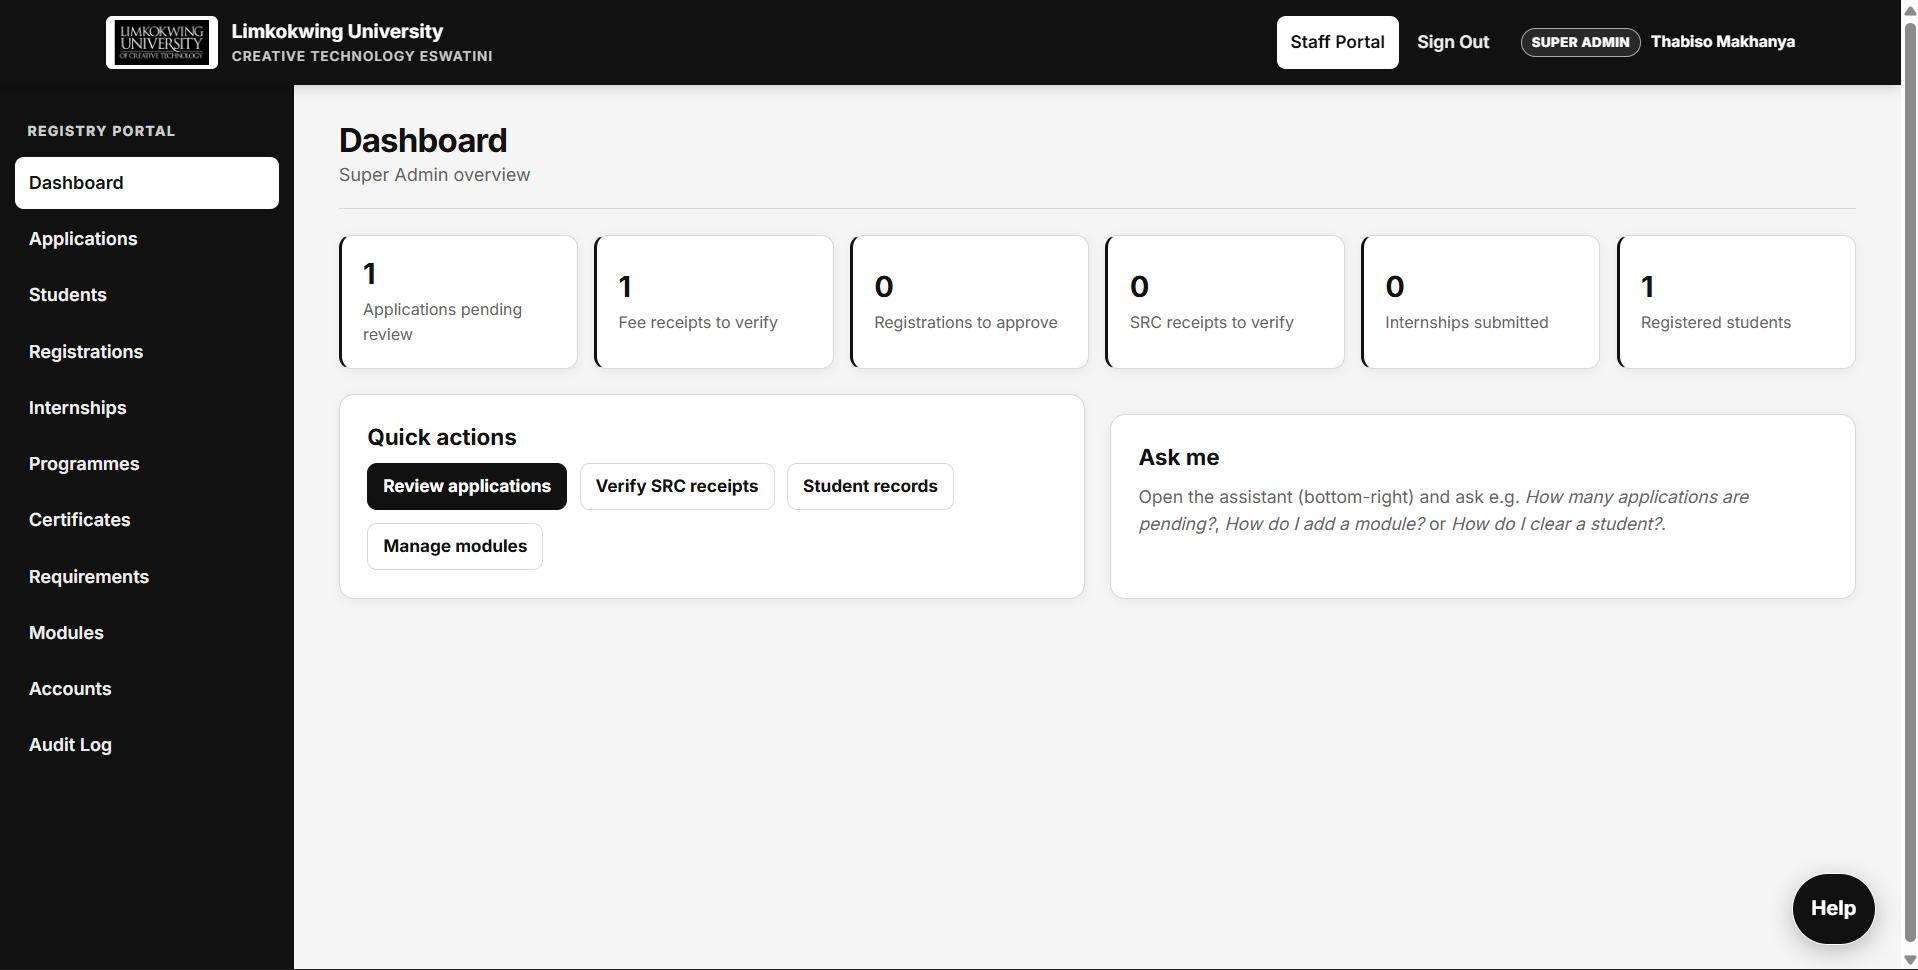 LIMKOKWING
UNIVERSITY
OF CREATIVE TECHNOLOGY
Limkokwing University
CREATIVE TECHNOLOGY ESWATINI
Staff Portal
Sign Out
SUPER ADMIN
Thabiso Makhanya
REGISTRY PORTAL
Dashboard
Applications
Students
Registrations
Internships
Programmes
Certificates
Requirements
Modules
Accounts
Audit Log
Dashboard
Super Admin overview
1
Applications pending
review
1
Fee receipts to verify
0
Registrations to approve
0
SRC receipts to verify
0
Internships submitted
1
Registered students
Quick actions
Review applications
Verify SRC receipts
Student records
Manage modules
Ask me
Open the assistant (bottom-right) and ask e.g. How many applications are
pending?, How do I add a module? or How do I clear a student?.
Help